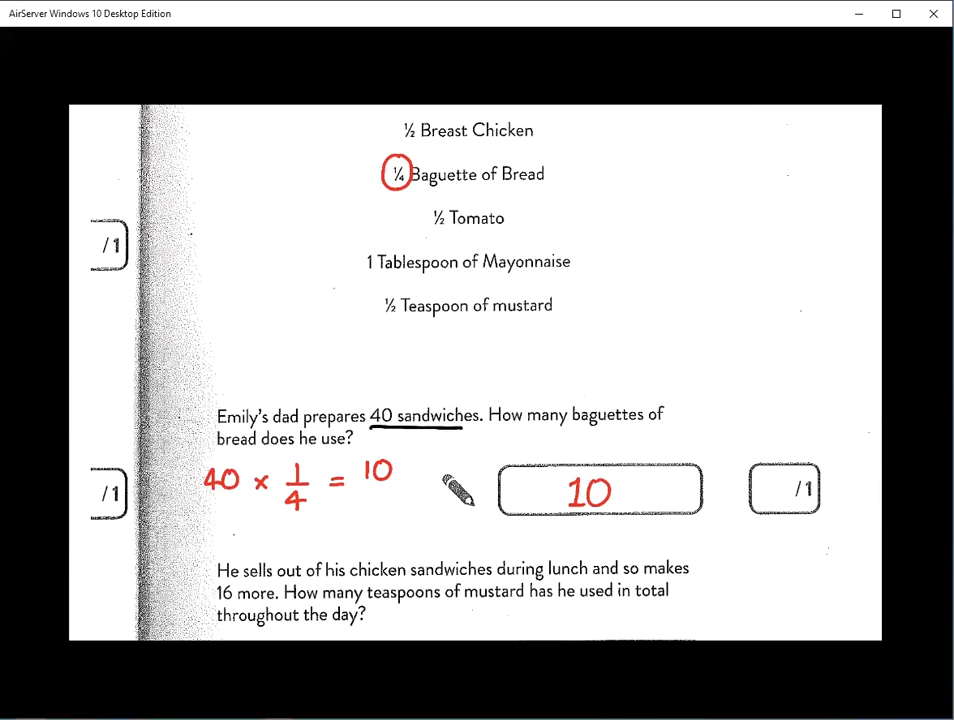 AirServer Windows 10 Desktop Edition
½ Breast Chicken
¼ Baguette of Bread
½ Tomato
1 Tablespoon of Mayonnaise
½ Teaspoon of mustard
/1
Emily's dad prepares 40 sandwiches. How many baguettes of
bread does he use?
40 × 1/4 = 10
10
/1
/1
He sells out of his chicken sandwiches during lunch and so makes
16 more. How many teaspoons of mustard has he used in total
throughout the day?